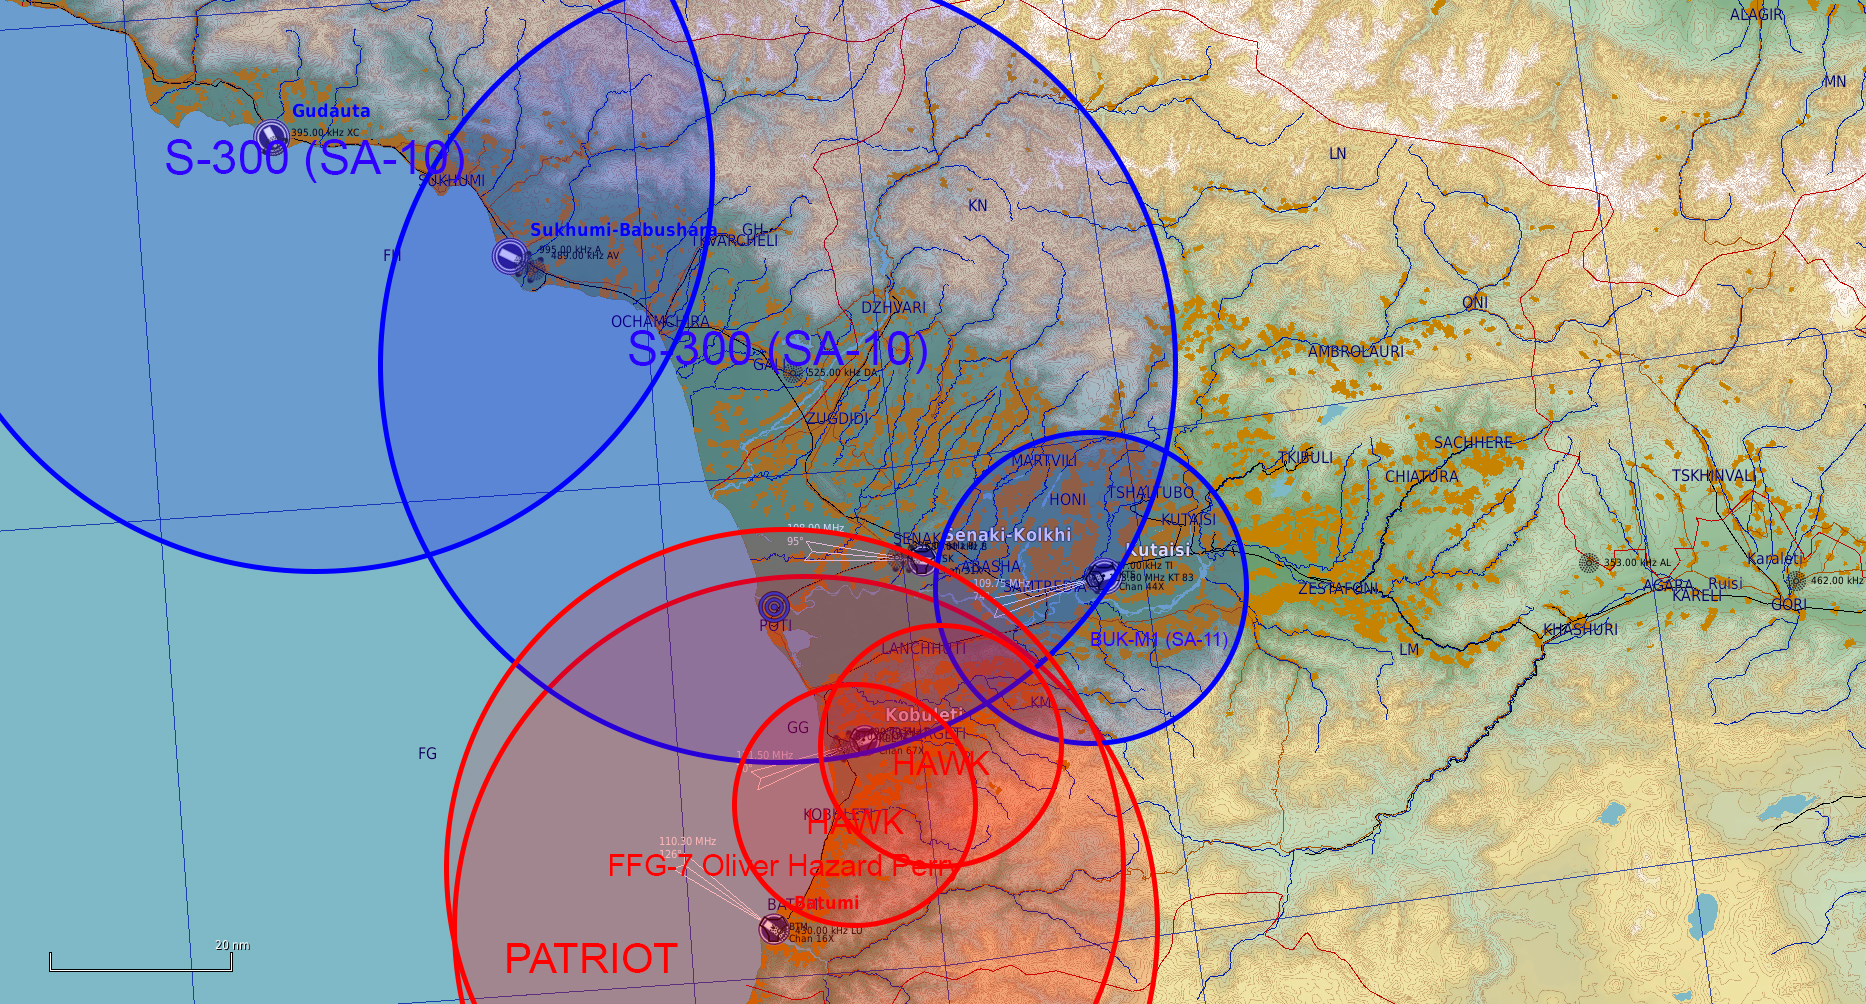 ALAGIR
MN
Gudauta
395.00 kHz XC
S-300 (SA-10)
LN
SUKHUMI
KN
Sukhumi-Babushara
GH
TKVARCHELI
995.00 kHz A
489.00 kHz AV
FH
ONI
DZHVARI
OCHAMCHIRA
S-300 (SA-10)
AMBROLAURI
GALI
525.00 kHz DA
ZUGDIDI
SACHHERE
MARTVILI
TKIBULI
CHIATURA
TSKHINVALI
HONI
TSHALTUBO
KUTAISI
108.90 MHz
95°
SENAKI
Senaki-Kolkhi
Kutaisi
ABASHA
Karaleti
353.00 kHz AL
109.75 MHz
SAMTREDIA
Chan 44X
ZESTAFONI
AGARA
Ruisi
KARELI
462.00 kHz
GORI
POTI
KHASHURI
BUK-M1 (SA-11)
LANCHHUTI
LM
KM
Kobuleti
GG
Chan 67X
FG
HAWK
KOBULETI
HAWK
110.30 MHz
126°
FFG-7 Oliver Hazard Perry
BATUMI
Batumi
430.00 kHz LU
Chan 16X
20 nm
PATRIOT